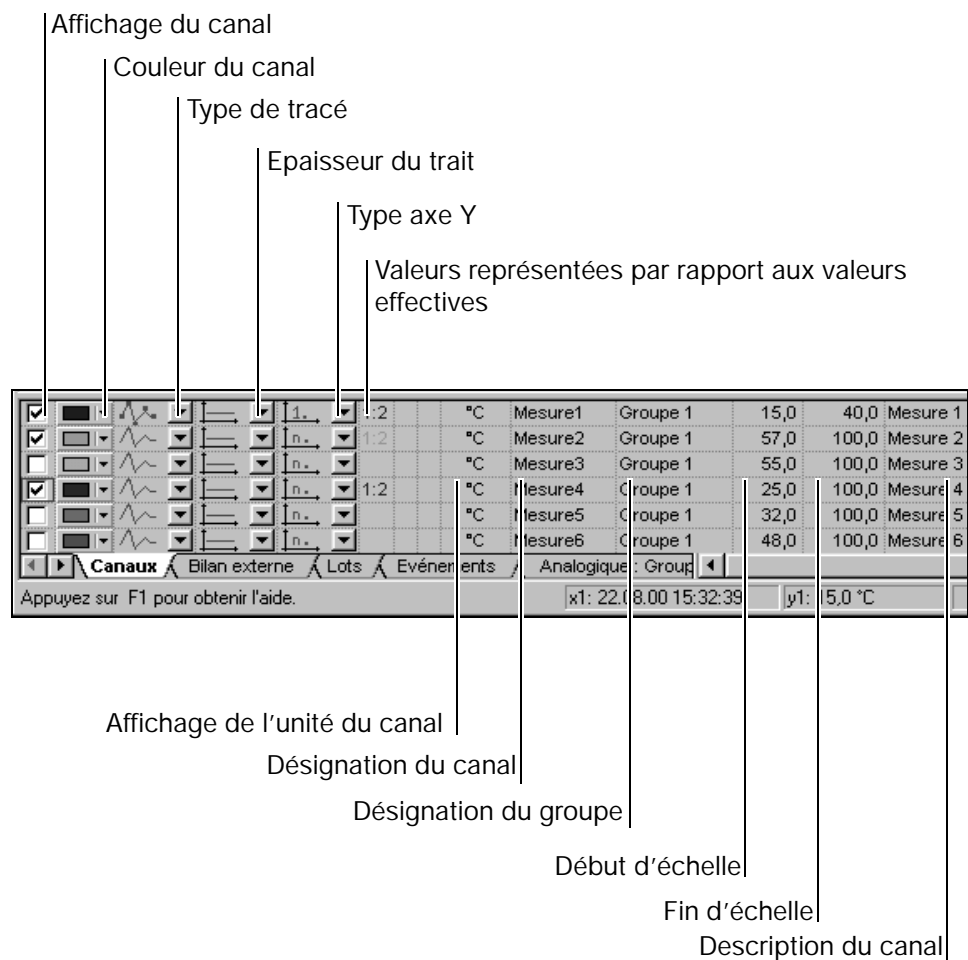 Affichage du canal
Couleur du canal
Type de tracé
Epaisseur du trait
Type axe Y
Valeurs représentées par rapport aux valeurs
effectives
1. 1:2 °C Mesure1 Groupe 1 15,0 40,0 Mesure 1
n. 1:2 °C Mesure2 Groupe 1 57,0 100,0 Mesure 2
n. °C Mesure3 Groupe 1 55,0 100,0 Mesure 3
n. 1:2 °C Mesure4 Groupe 1 25,0 100,0 Mesure 4
n. °C Mesure5 Groupe 1 32,0 100,0 Mesure 5
n. °C Mesure6 Groupe 1 48,0 100,0 Mesure 6
Canaux Bilan externe Lots Evénements Analogique : Group
Appuyez sur F1 pour obtenir l'aide. x1: 22.08.00 15:32:39 y1: 15,0 °C
Affichage de l'unité du canal
Désignation du canal
Désignation du groupe
Début d'échelle
Fin d'échelle
Description du canal